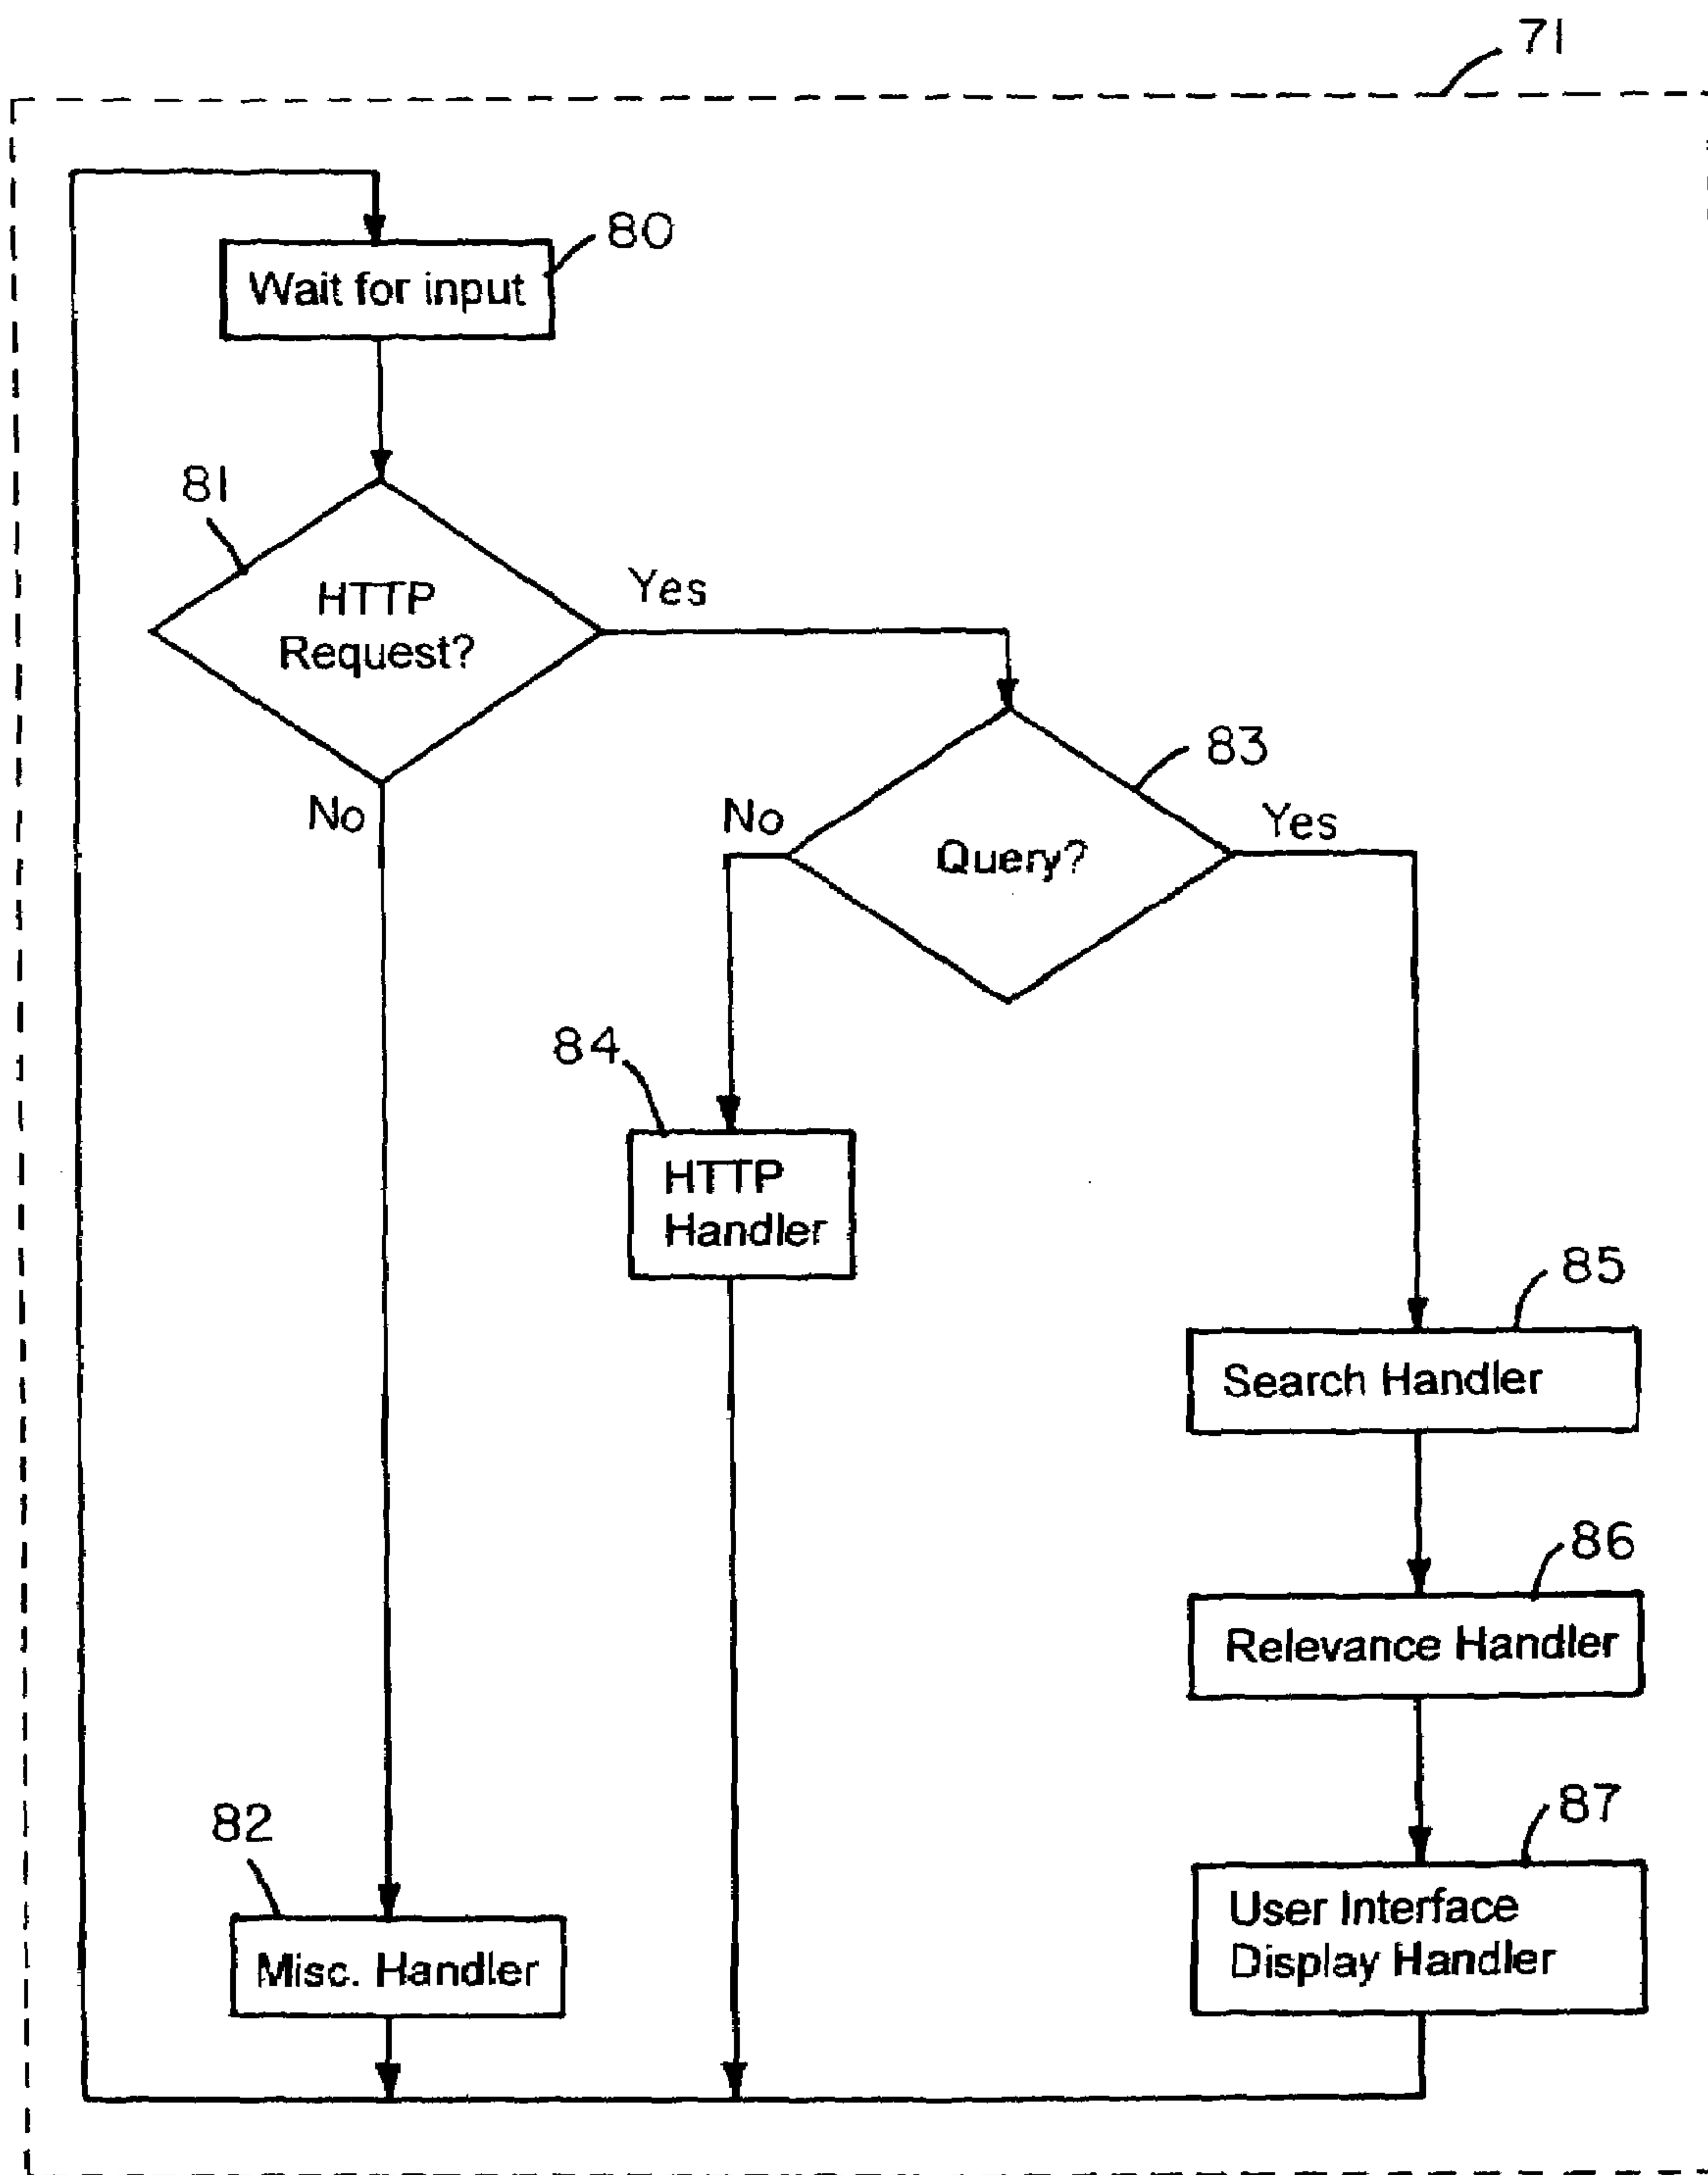 71
80
Wait for input
81
HTTP
Request?
Yes
No
83
No
Query?
Yes
84
HTTP
Handler
85
Search Handler
86
Relevance Handler
87
User Interface
Display Handler
82
Misc. Handler